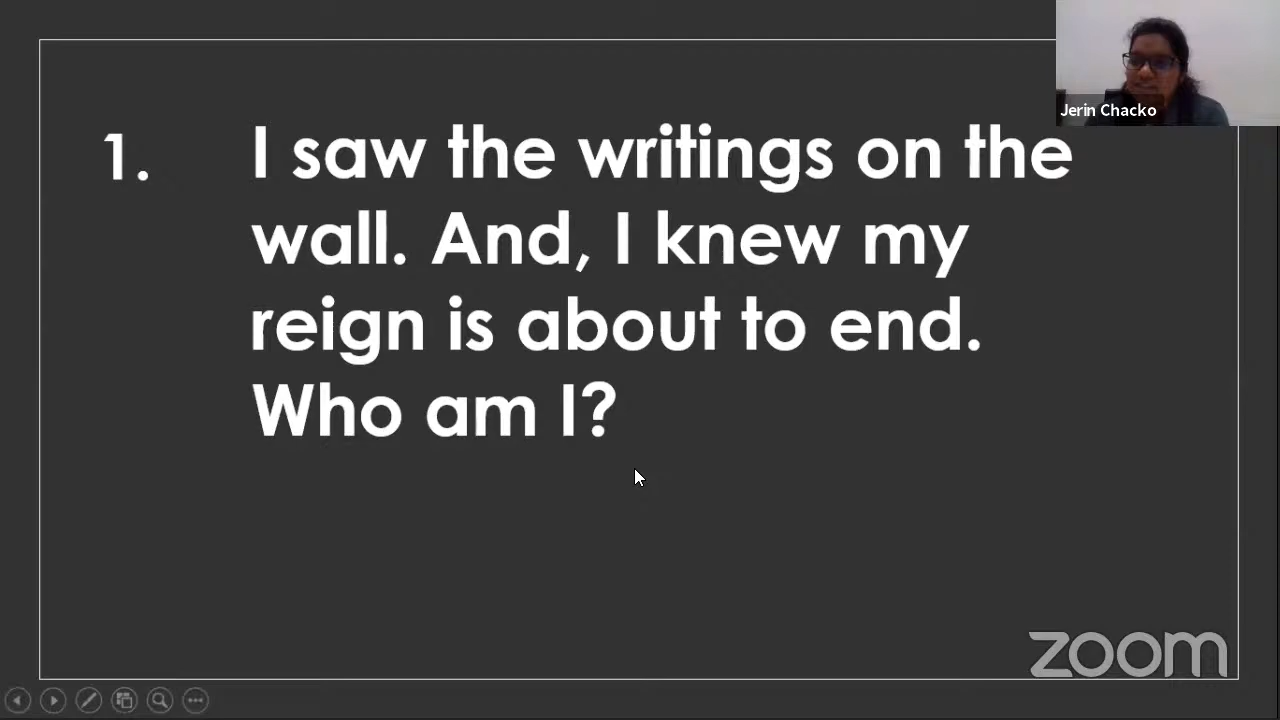 Jerin Chacko
1. I saw the writings on the
wall. And, I knew my
reign is about to end.
Who am I?
zoom